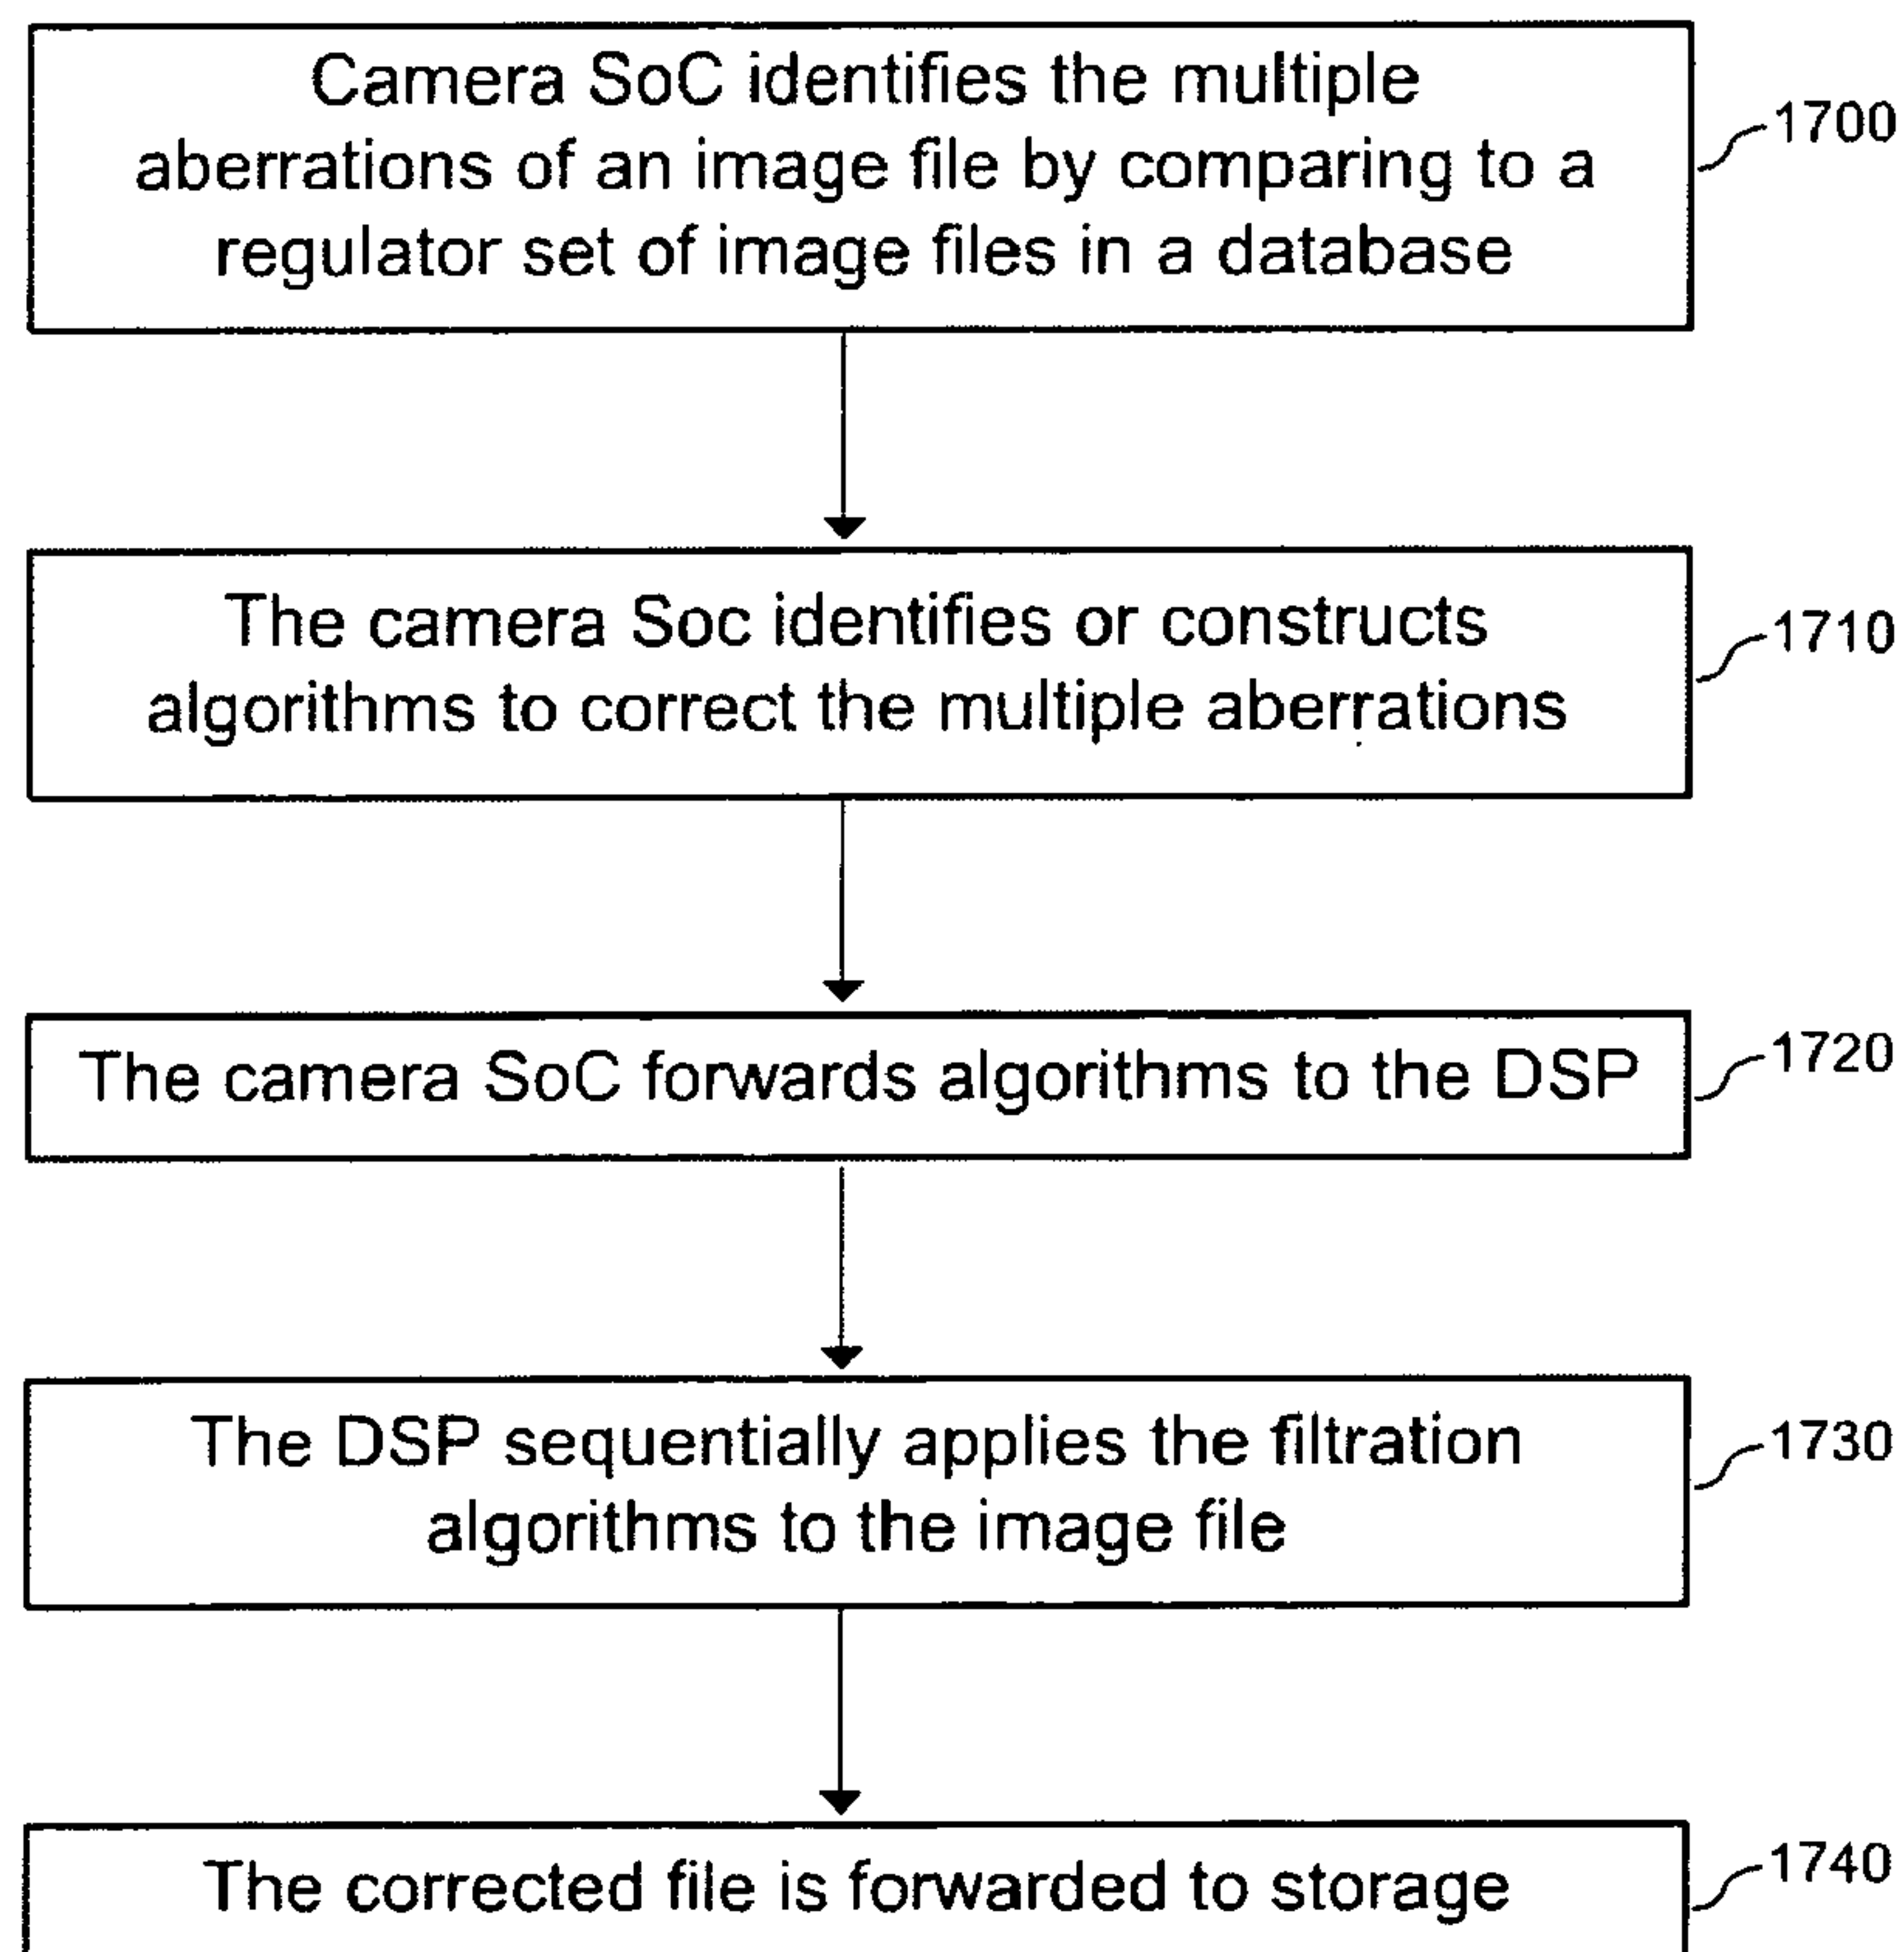 Camera SoC identifies the multiple
aberrations of an image file by comparing to a
regulator set of image files in a database
1700
The camera Soc identifies or constructs
algorithms to correct the multiple aberrations
1710
The camera SoC forwards algorithms to the DSP
1720
The DSP sequentially applies the filtration
algorithms to the image file
1730
The corrected file is forwarded to storage
1740